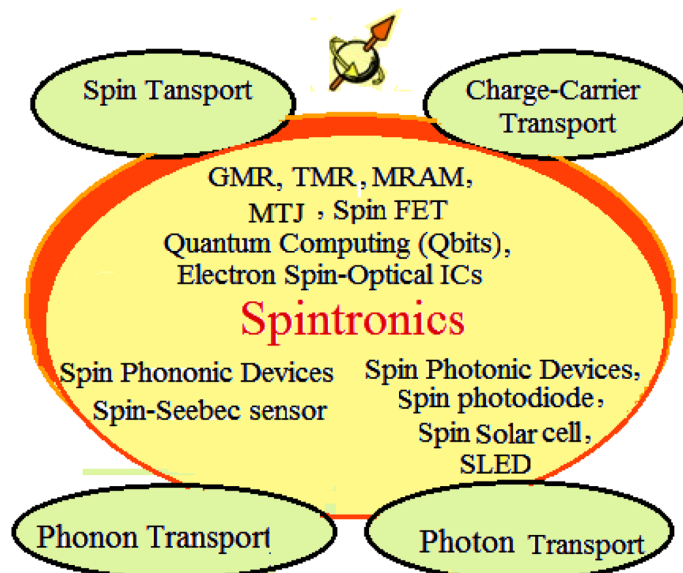 Spin Tansport
Charge-Carrier
Transport
GMR, TMR, MRAM,
MTJ , Spin FET
Quantum Computing (Qbits),
Electron Spin-Optical ICs
Spintronics
Spin Phononic Devices
Spin-Seebec sensor
Spin Photonic Devices,
Spin photodiode,
Spin Solar cell,
SLED
Phonon Transport
Photon Transport